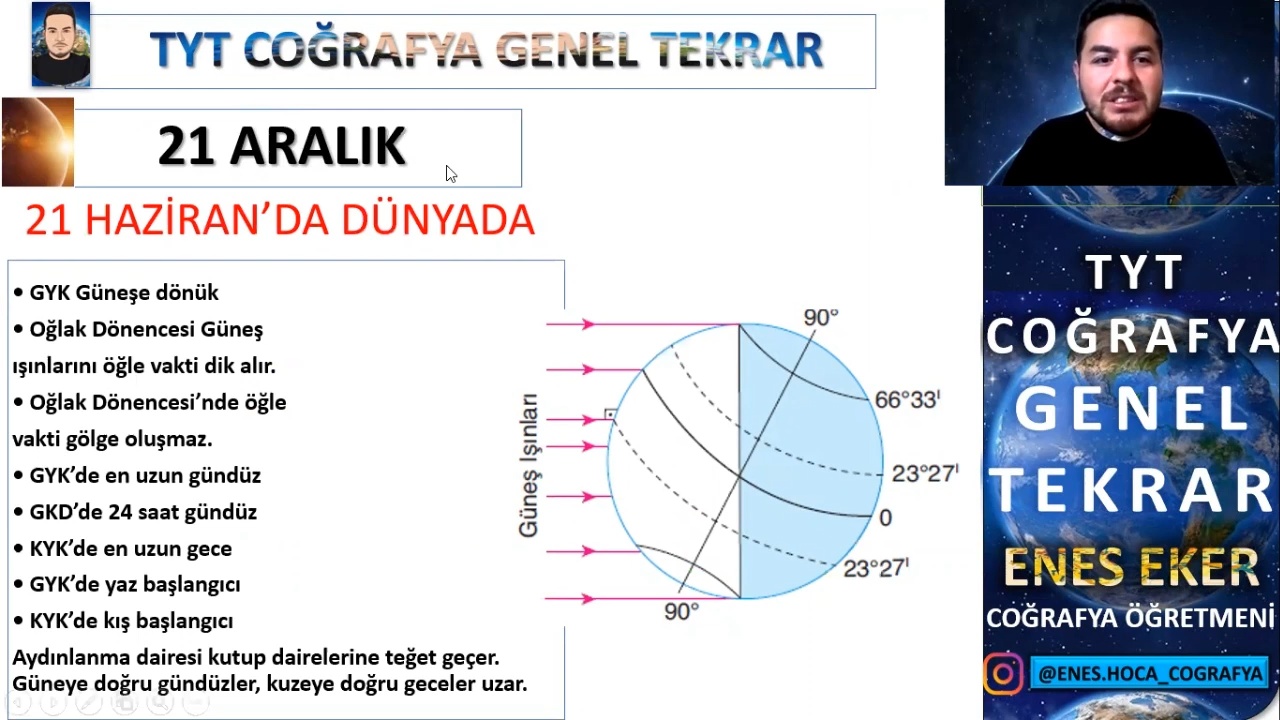 TYT COĞRAFYA GENEL TEKRAR
21 ARALIK
21 HAZİRAN’DA DÜNYADA
• GYK Güneşe dönük
• Oğlak Dönencesi Güneş
ışınlarını öğle vakti dik alır.
• Oğlak Dönencesi’nde öğle
vakti gölge oluşmaz.
• GYK’de en uzun gündüz
• GKD’de 24 saat gündüz
• KYK’de en uzun gece
• GYK’de yaz başlangıcı
• KYK’de kış başlangıcı
Aydınlanma dairesi kutup dairelerine teğet geçer.
Güneye doğru gündüzler, kuzeye doğru geceler uzar.
Güneş Işınları
90°
66°33ˡ
23°27ˡ
0
23°27ˡ
90°
TYT
COĞRAFYA
GENEL
TEKRAR
ENES EKER
COĞRAFYA ÖĞRETMENİ
@ENES.HOCA_COGRAFYA